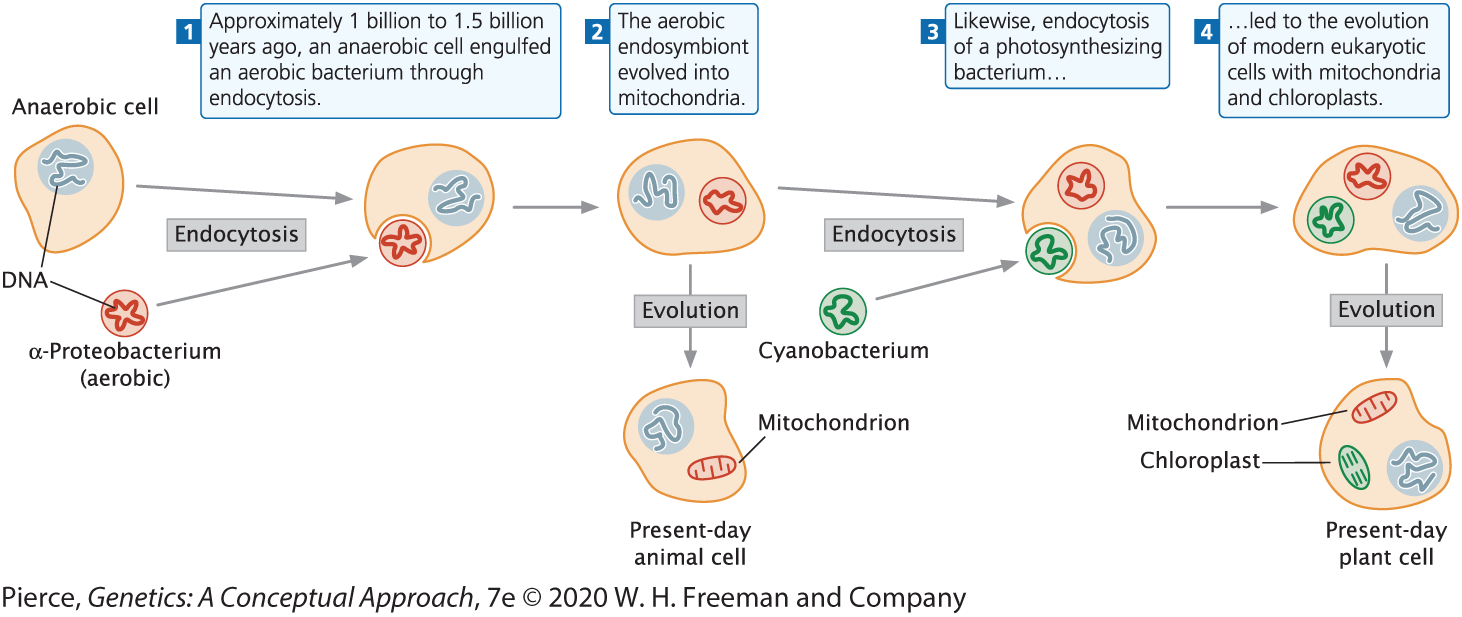 1
Approximately 1 billion to 1.5 billion
years ago, an anaerobic cell engulfed
an aerobic bacterium through
endocytosis.
2
The aerobic
endosymbiont
evolved into
mitochondria.
3
Likewise, endocytosis
of a photosynthesizing
bacterium…
4
…led to the evolution
of modern eukaryotic
cells with mitochondria
and chloroplasts.
Anaerobic cell
Endocytosis
DNA
α-Proteobacterium
(aerobic)
Endocytosis
Evolution
Cyanobacterium
Evolution
Mitochondrion
Present-day
animal cell
Mitochondrion
Chloroplast
Present-day
plant cell
Pierce, Genetics: A Conceptual Approach, 7e © 2020 W. H. Freeman and Company